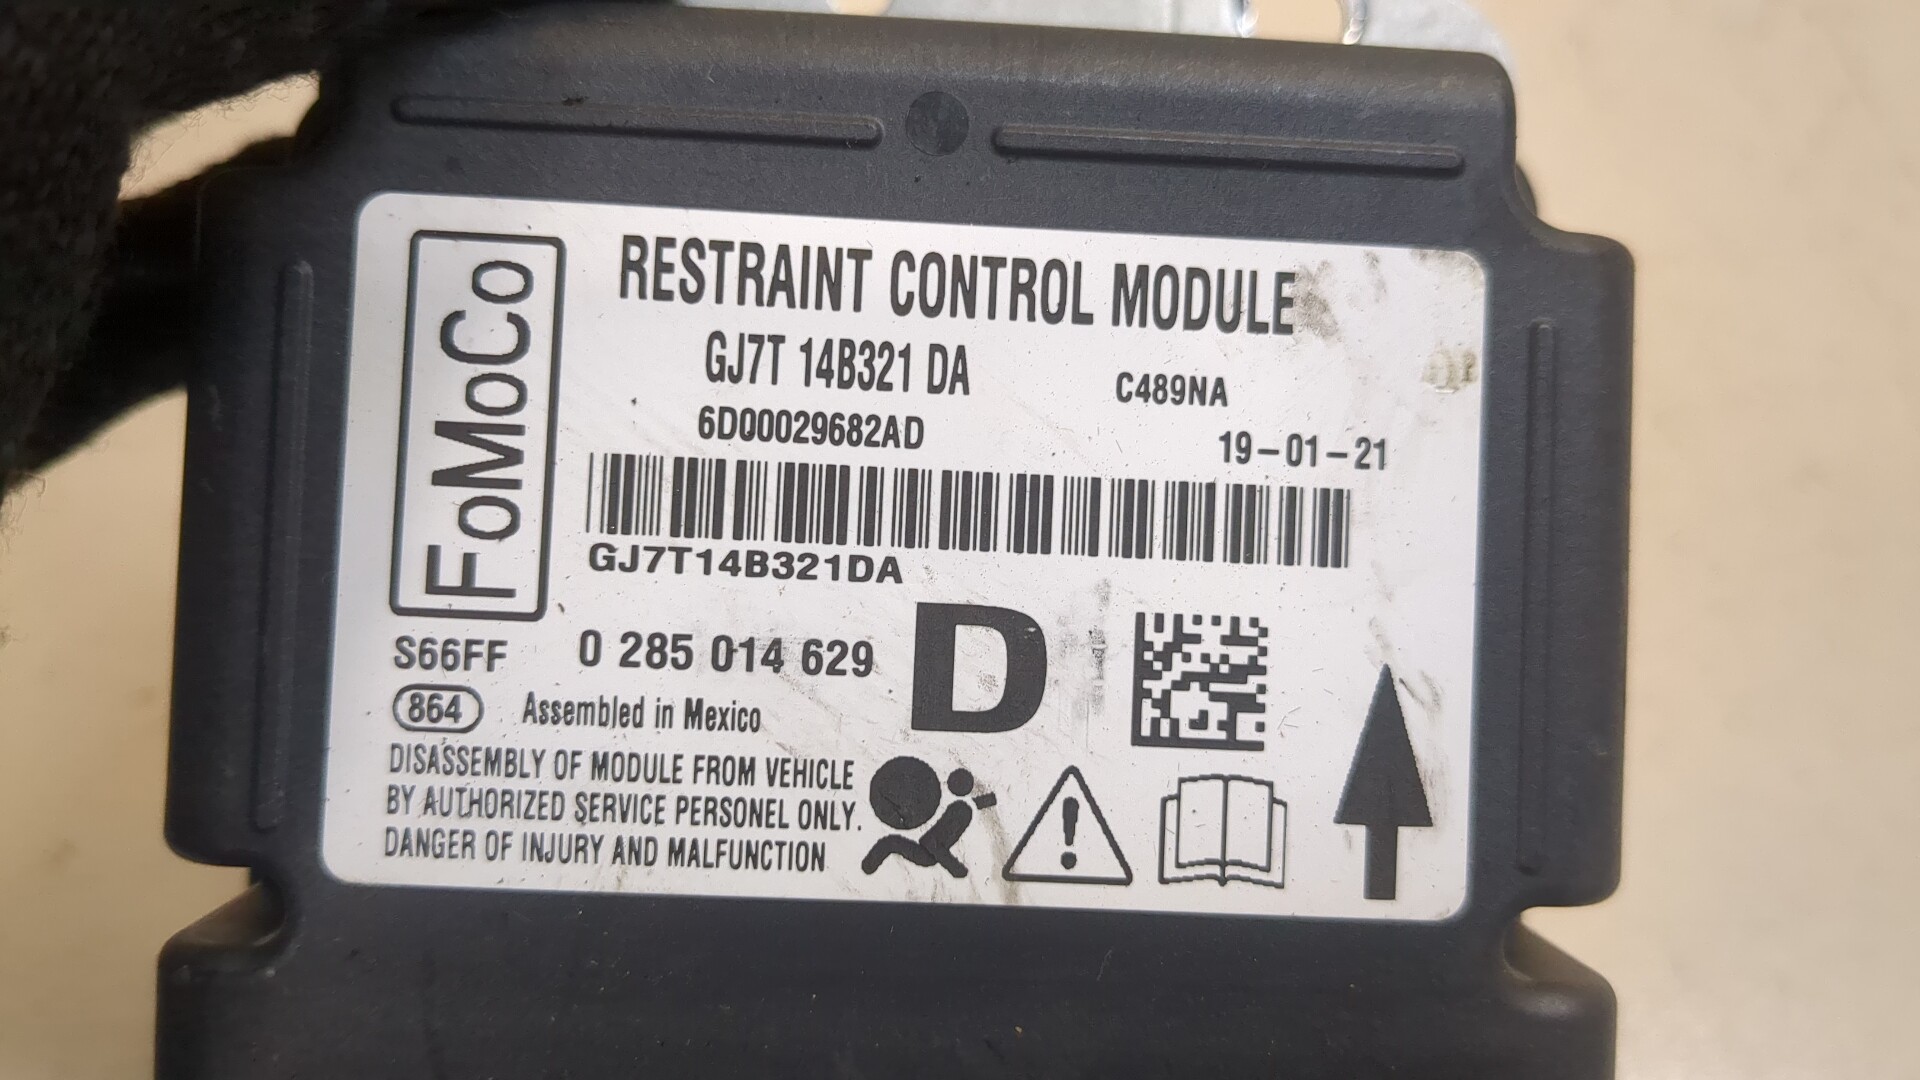 FoMoCo
RESTRAINT CONTROL MODULE
GJ7T 14B321 DA
C489NA
6D00029682AD
19-01-21
GJ7T14B321DA
S66FF
0 285 014 629
D
864
Assembled in Mexico
DISASSEMBLY OF MODULE FROM VEHICLE
BY AUTHORIZED SERVICE PERSONEL ONLY.
DANGER OF INJURY AND MALFUNCTION